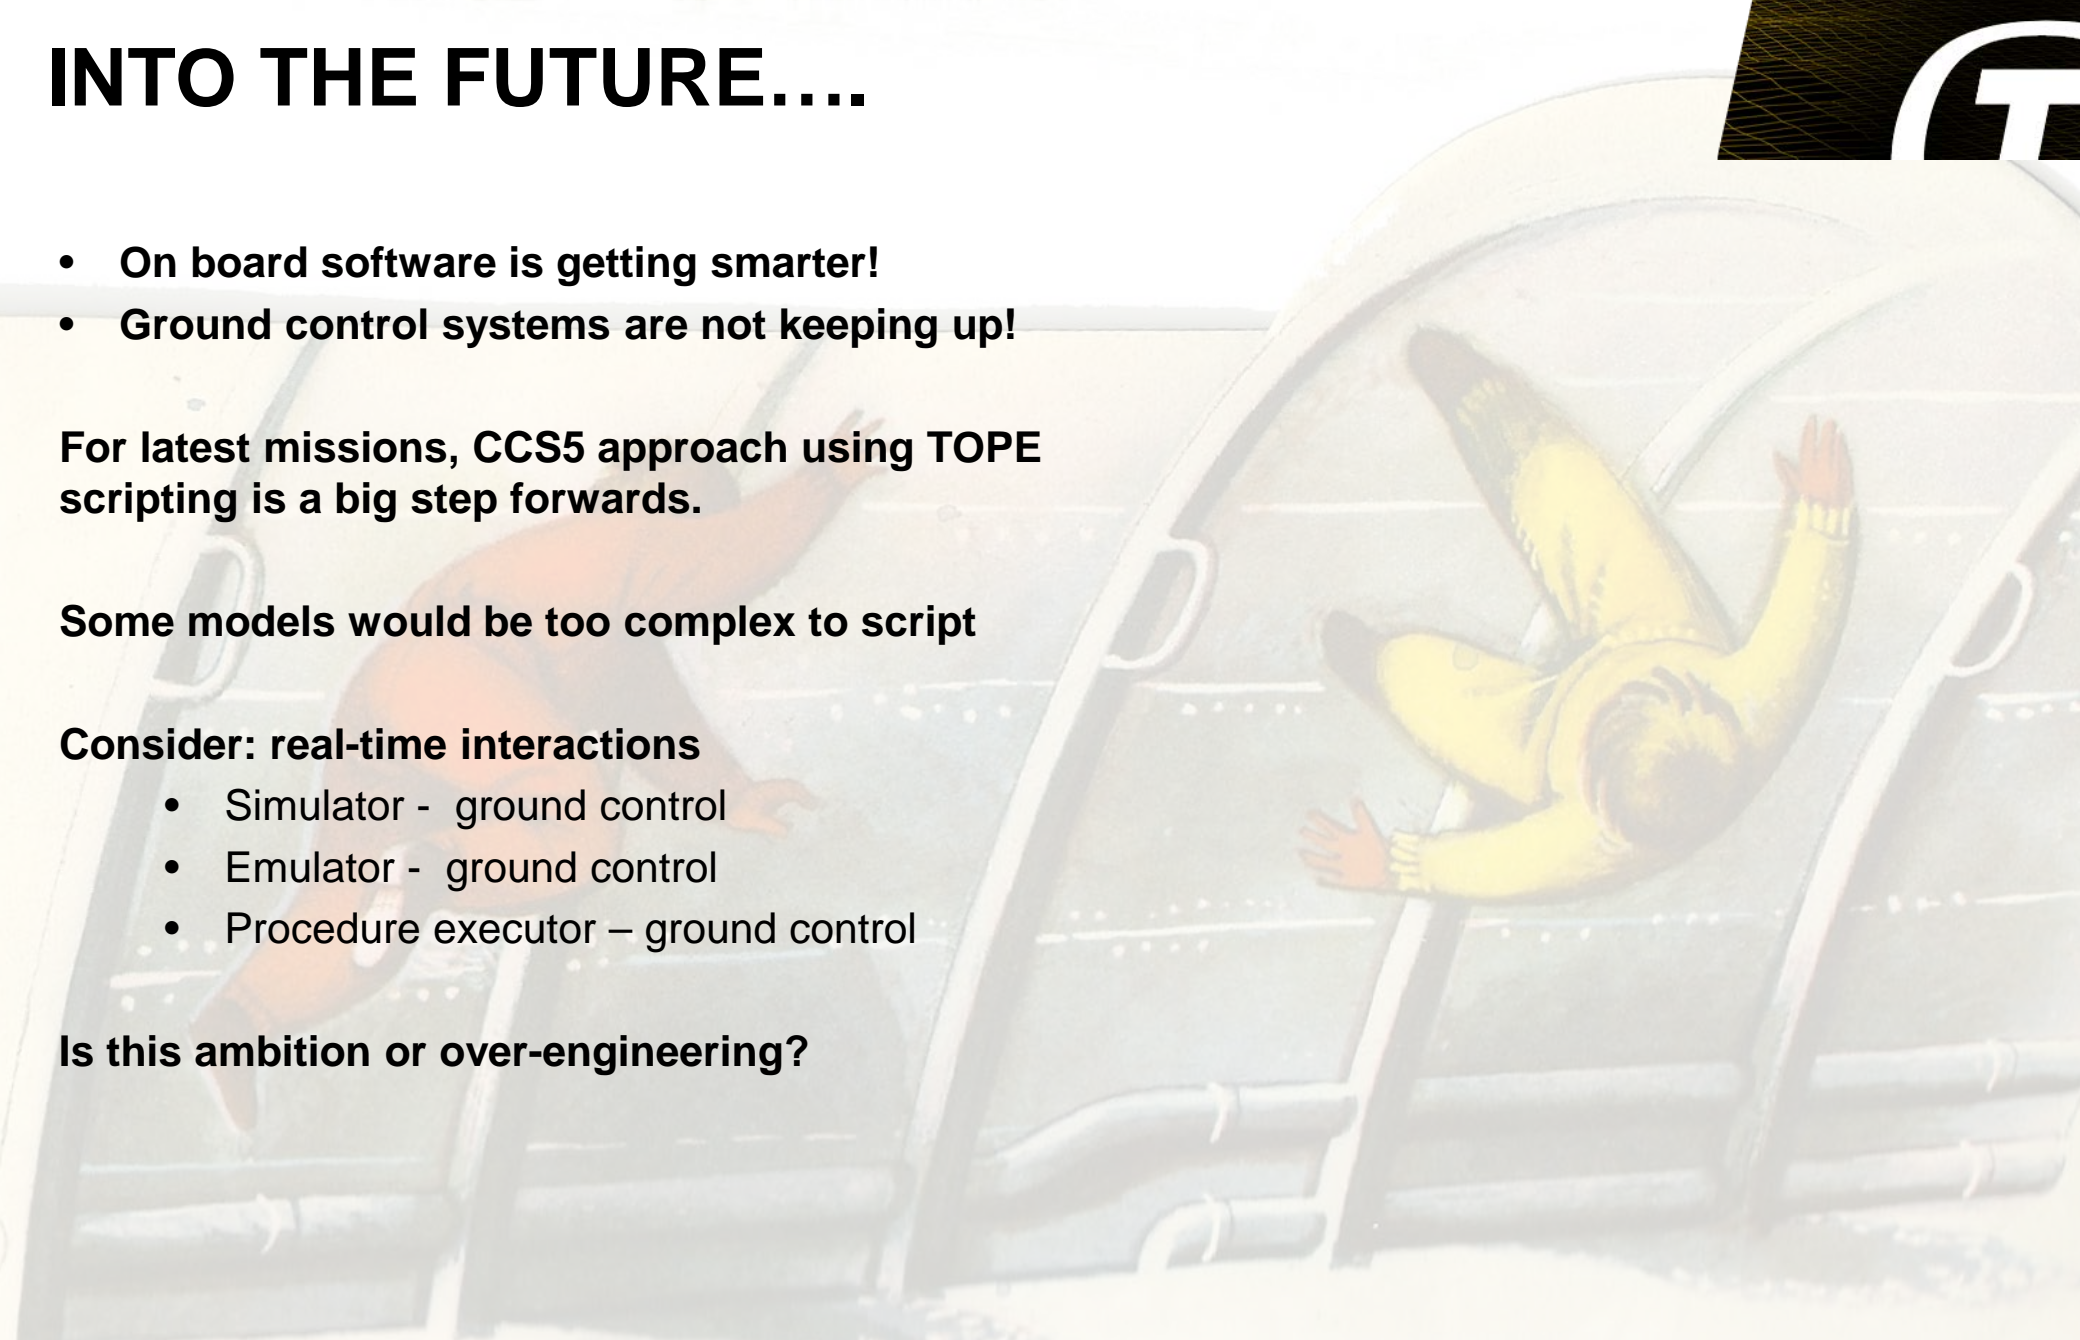 INTO THE FUTURE….
• On board software is getting smarter!
• Ground control systems are not keeping up!
For latest missions, CCS5 approach using TOPE
scripting is a big step forwards.
Some models would be too complex to script
Consider: real-time interactions
• Simulator -  ground control
• Emulator -  ground control
• Procedure executor – ground control
Is this ambition or over-engineering?
T